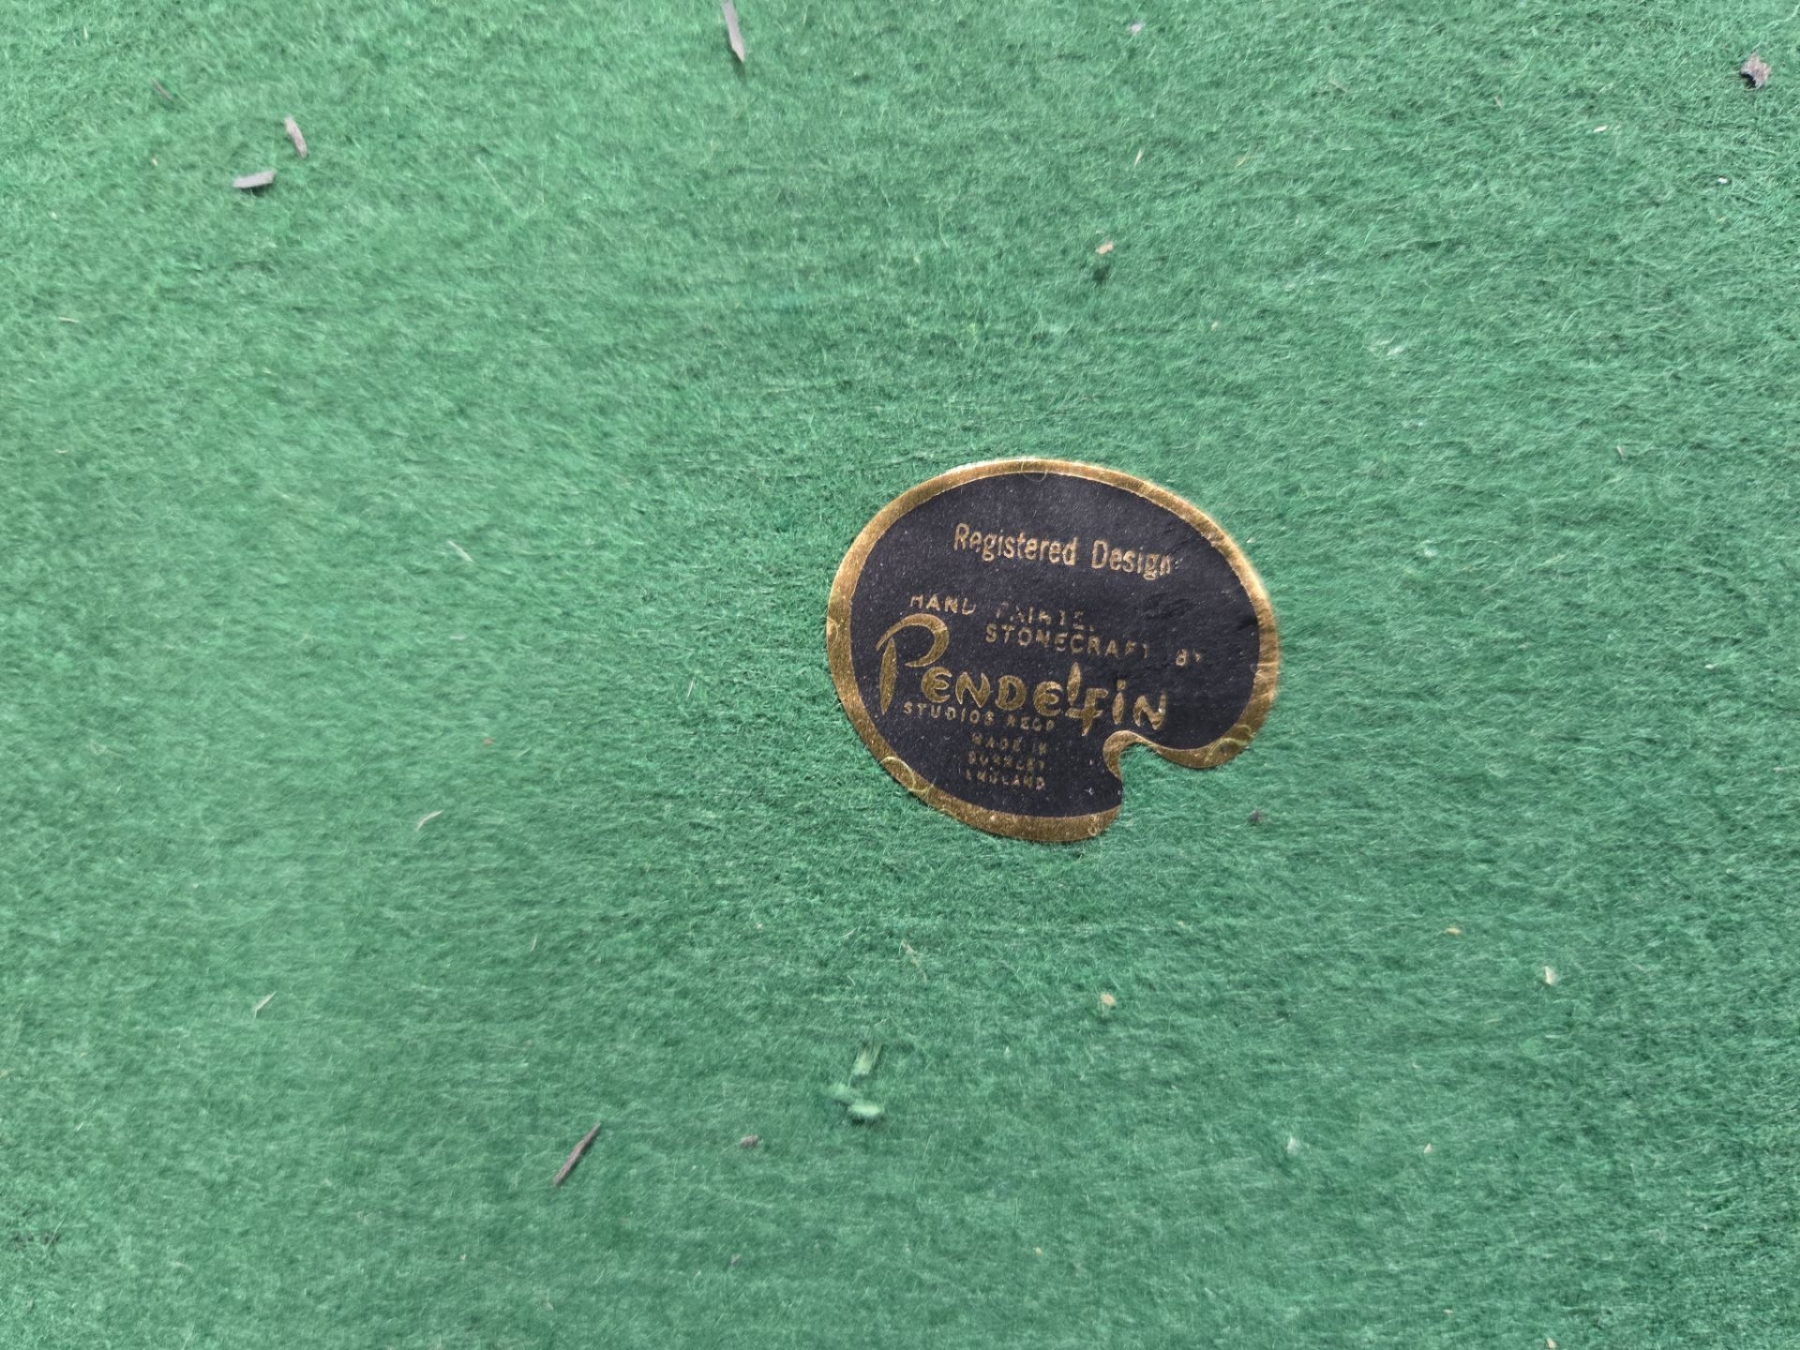 Registered Design
HAND PAINTED
STONECRAFT BY
PENDELFIN
STUDIOS REGD
MADE IN
BURNLEY
ENGLAND